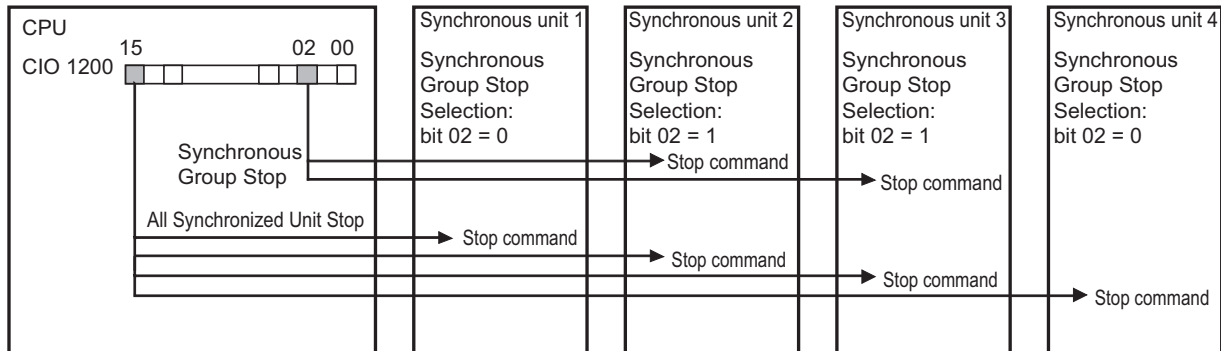 CPU
15 02 00
CIO 1200
Synchronous
Group Stop
All Synchronized Unit Stop
Synchronous unit 1
Synchronous
Group Stop
Selection:
bit 02 = 0
Stop command
Synchronous unit 2
Synchronous
Group Stop
Selection:
bit 02 = 1
Stop command
Stop command
Synchronous unit 3
Synchronous
Group Stop
Selection:
bit 02 = 1
Stop command
Stop command
Synchronous unit 4
Synchronous
Group Stop
Selection:
bit 02 = 0
Stop command